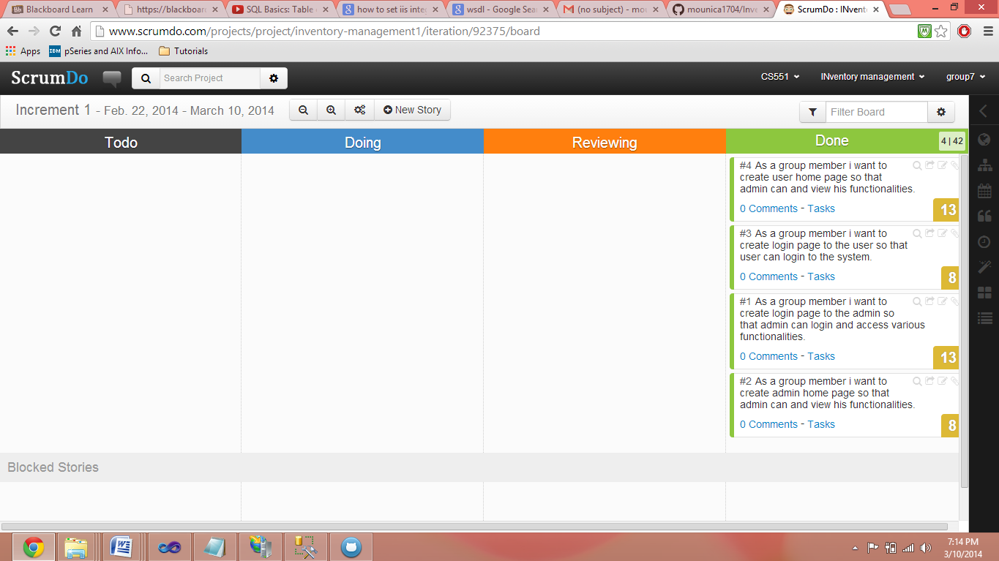 Blackboard Learn
https://blackboar
SQL Basics: Table
how to set iis integ
wsdl - Google Sea
(no subject) - mou
mounica1704/Inve
ScrumDo : INvent
www.scrumdo.com/projects/project/inventory-management1/iteration/92375/board
Apps
IBM pSeries and AIX Info...
Tutorials
ScrumDo
Search Project
CS551
INventory management
group7
Increment 1 - Feb. 22, 2014 - March 10, 2014
New Story
Filter Board
Todo
Doing
Reviewing
Done
4 | 42
#4 As a group member i want to
create user home page so that
admin can and view his functionalities.
0 Comments - Tasks
13
#3 As a group member i want to
create login page to the user so that
user can login to the system.
0 Comments - Tasks
8
#1 As a group member i want to
create login page to the admin so
that admin can login and access various
functionalities.
0 Comments - Tasks
13
#2 As a group member i want to
create admin home page so that
admin can and view his functionalities.
0 Comments - Tasks
8
Blocked Stories
7:14 PM
3/10/2014